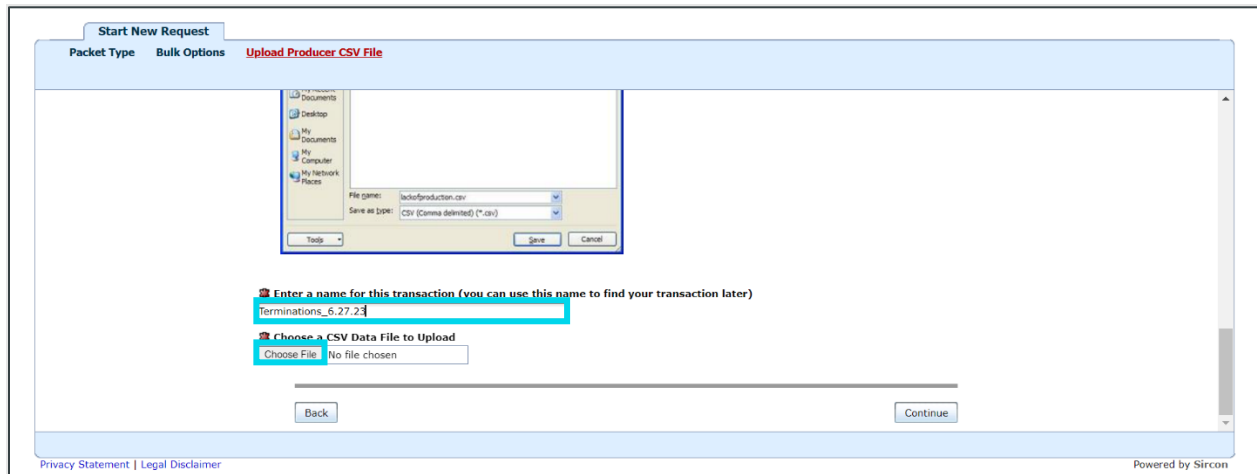 Start New Request
Packet Type Bulk Options Upload Producer CSV File
Documents
Desktop
My Documents
My Computer
My Network Places
File name: lackofproduction.csv
Save as type: CSV (Comma delimited) (*.csv)
Tools Save Cancel
Enter a name for this transaction (you can use this name to find your transaction later)
Terminations_6.27.23
Choose a CSV Data File to Upload
Choose File No file chosen
Back Continue
Privacy Statement | Legal Disclaimer Powered by Sircon